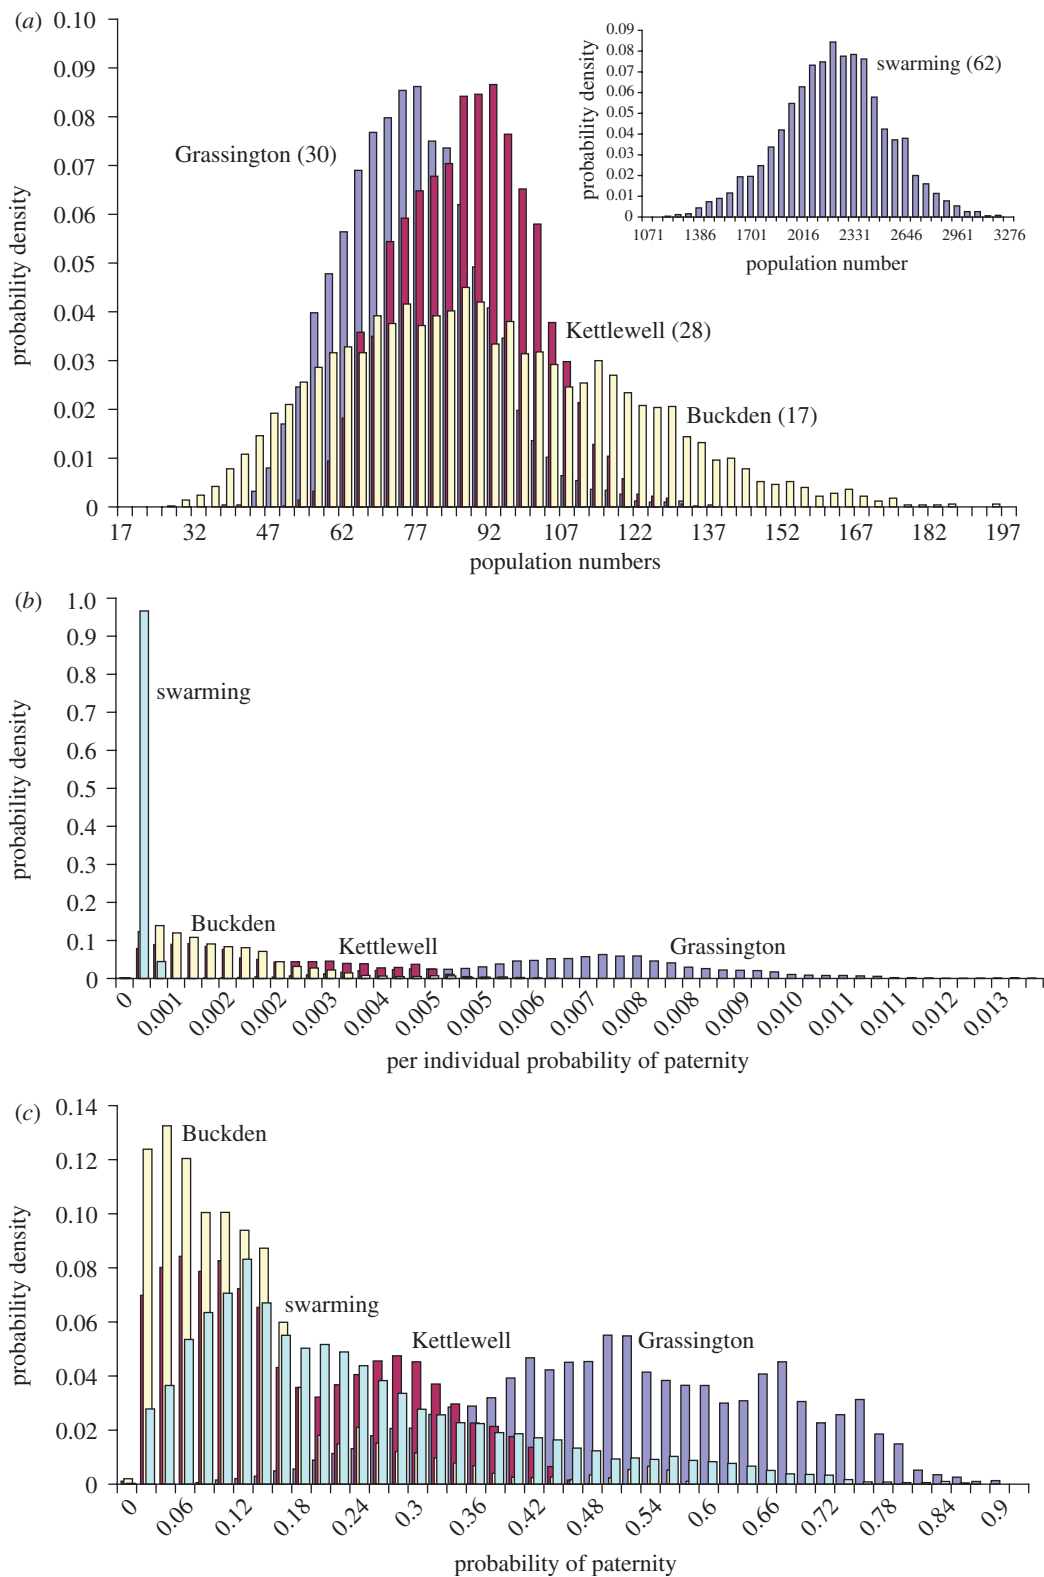 (a)
0.10
0.09
0.08
0.07
0.06
0.05
0.04
0.03
0.02
0.01
0
probability density
Grassington (30)
Kettlewell (28)
Buckden (17)
17 32 47 62 77 92 107 122 137 152 167 182 197
population numbers
0.09
0.08
0.07
0.06
0.05
0.04
0.03
0.02
0.01
0
probability density
swarming (62)
1071 1386 1701 2016 2331 2646 2961 3276
population number
(b)
1.0
0.9
0.8
0.7
0.6
0.5
0.4
0.3
0.2
0.1
0
probability density
swarming
Buckden
Kettlewell
Grassington
0 0.001 0.002 0.002 0.003 0.004 0.005 0.005 0.006 0.007 0.008 0.008 0.009 0.010 0.011 0.011 0.012 0.013
per individual probability of paternity
(c)
0.14
0.12
0.10
0.08
0.06
0.04
0.02
0
probability density
Buckden
swarming
Kettlewell
Grassington
0 0.06 0.12 0.18 0.24 0.3 0.36 0.42 0.48 0.54 0.6 0.66 0.72 0.78 0.84 0.9
probability of paternity